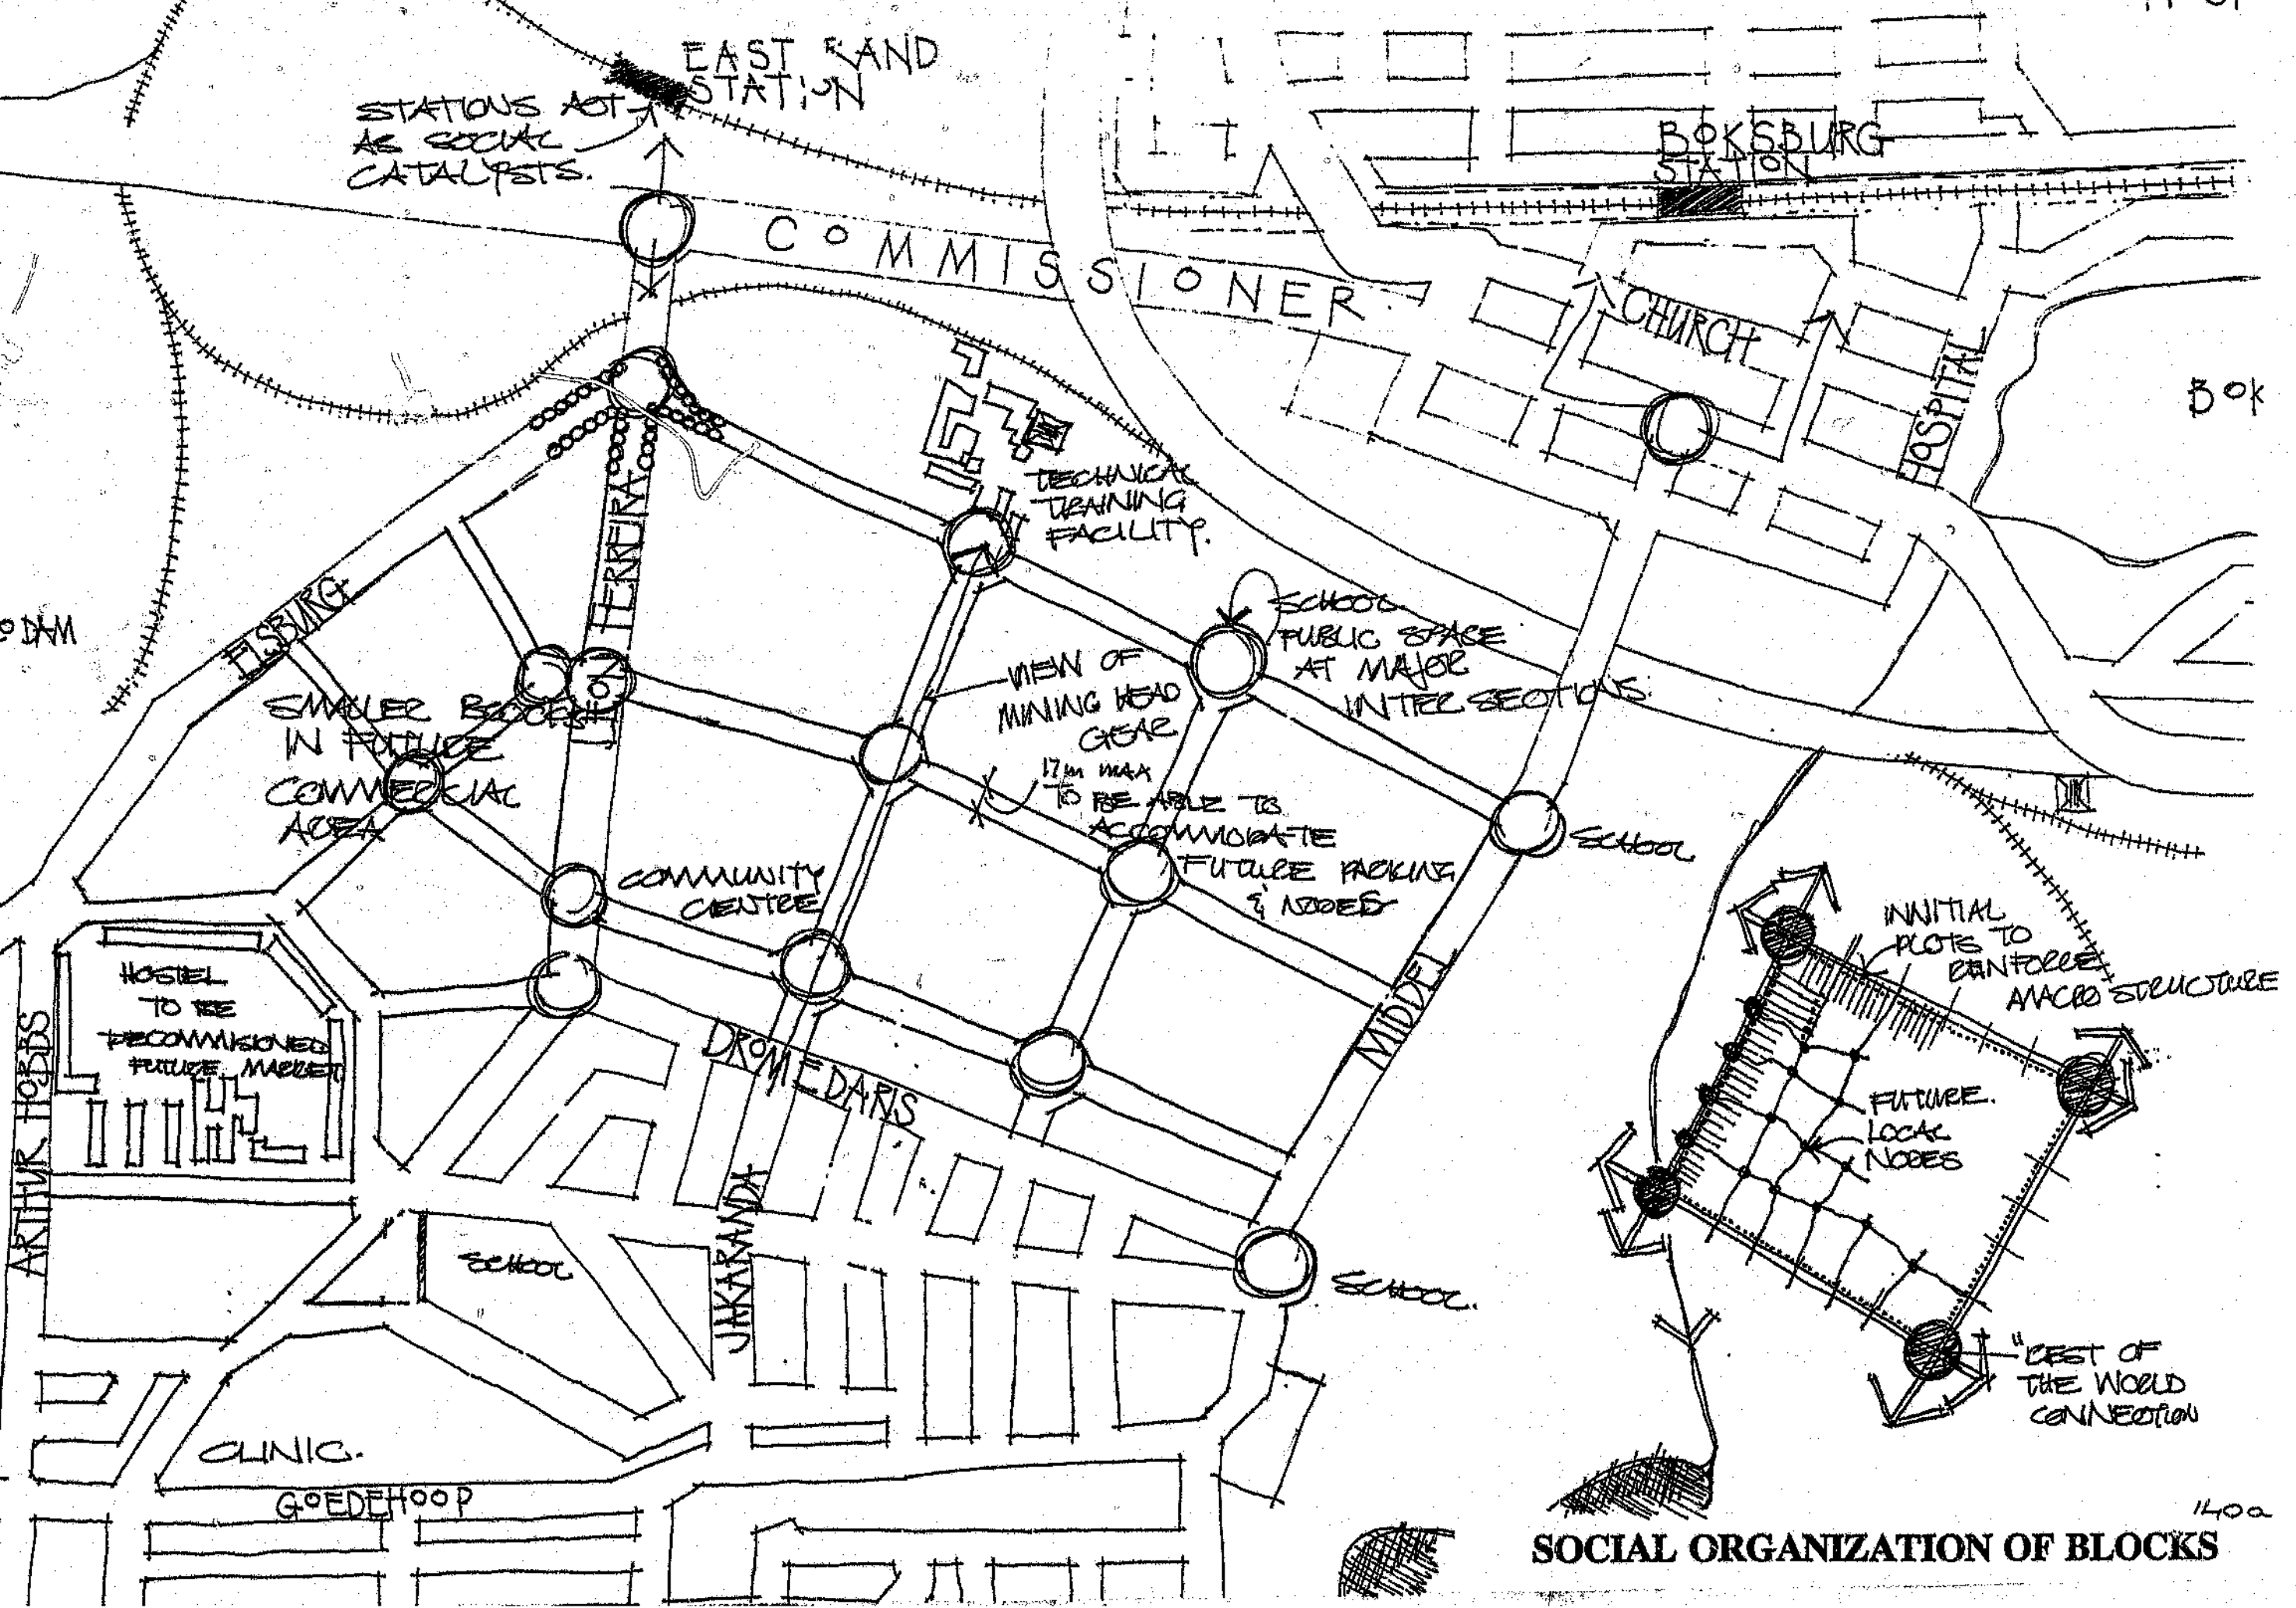 EAST RAND
STATION
STATIONS ACT
AS SOCIAL
CATALYSTS.
BOKSBURG
STATION
COMMISSIONER
CHURCH
HOSPITAL
BOK
TECHNICAL
TRAINING
FACILITY.
LEON FERREIRA
ELSBURG
DAM
SCHOOL
PUBLIC SPACE
AT MAJOR
INTERSECTIONS
VIEW OF
MINING HEAD
GEAR
17m MAX
TO BE ABLE TO
ACCOMMODATE
FUTURE PARKING
& NODES
SMALLER BLOCKS
IN FUTURE
COMMERCIAL
AREA
SCHOOL
COMMUNITY
CENTRE
MIDDEL
INNITIAL
PLOTS TO
REINFORCE
MACRO STRUCTURE
HOSTEL
TO BE
DECOMMISIONED
FUTURE MARKET
ARTHUR HOBBS
DROMEDARIS
FUTURE.
LOCAL
NODES
JAKARANDA
SCHOOL
SCHOOL.
"REST OF
THE WORLD
CONNECTION
CLINIC.
GOEDEHOOP
140a
SOCIAL ORGANIZATION OF BLOCKS